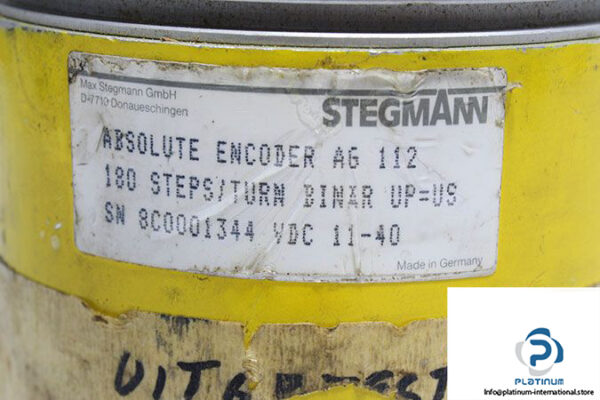 Max Stegmann GmbH
D-7710 Donaueschingen
STEGMANN
ABSOLUTE ENCODER AG 112
180 STEPS/TURN BINAR UP=US
SN 8C0001344 VDC 11-40
Made in Germany
PLATINUM
Info@platinum-international.store